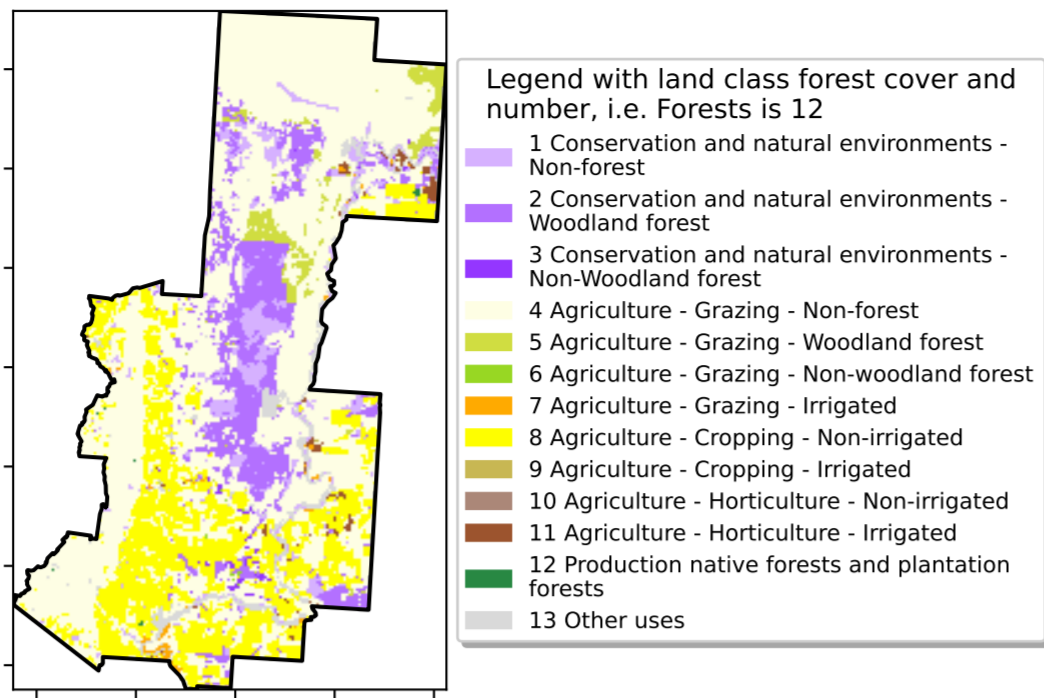 Legend with land class forest cover and
number, i.e. Forests is 12
1 Conservation and natural environments -
Non-forest
2 Conservation and natural environments -
Woodland forest
3 Conservation and natural environments -
Non-Woodland forest
4 Agriculture - Grazing - Non-forest
5 Agriculture - Grazing - Woodland forest
6 Agriculture - Grazing - Non-woodland forest
7 Agriculture - Grazing - Irrigated
8 Agriculture - Cropping - Non-irrigated
9 Agriculture - Cropping - Irrigated
10 Agriculture - Horticulture - Non-irrigated
11 Agriculture - Horticulture - Irrigated
12 Production native forests and plantation
forests
13 Other uses